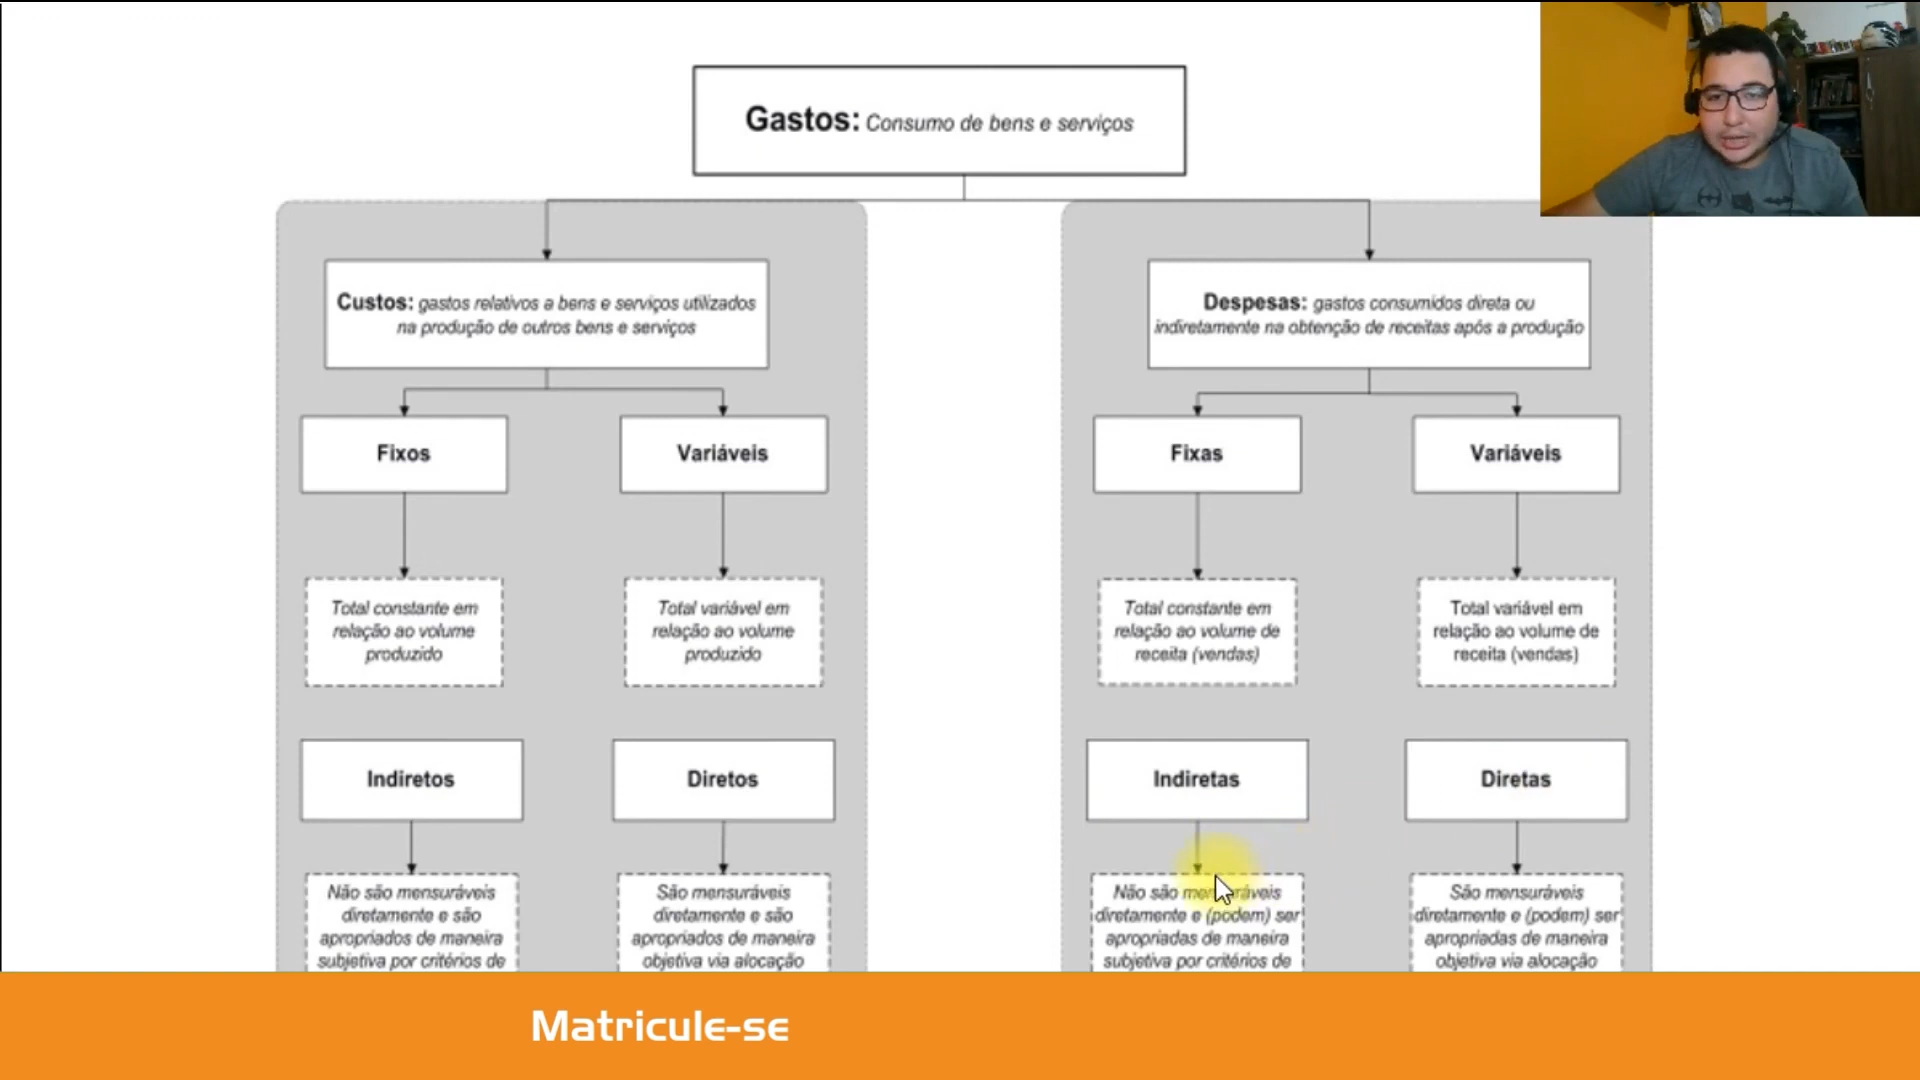 Gastos: Consumo de bens e serviços
Custos: gastos relativos a bens e serviços utilizados
na produção de outros bens e serviços
Despesas: gastos consumidos direta ou
indiretamente na obtenção de receitas após a produção
Fixos
Variáveis
Fixas
Variáveis
Total constante em
relação ao volume
produzido
Total variável em
relação ao volume
produzido
Total constante em
relação ao volume de
receita (vendas)
Total variável em
relação ao volume de
receita (vendas)
Indiretos
Diretos
Indiretas
Diretas
Não são mensuráveis
diretamente e são
apropriados de maneira
subjetiva por critérios de
São mensuráveis
diretamente e são
apropriados de maneira
objetiva via alocação
Não são mensuráveis
diretamente e (podem) ser
apropriadas de maneira
subjetiva por critérios de
São mensuráveis
diretamente e (podem) ser
apropriadas de maneira
objetiva via alocação
Matricule-se